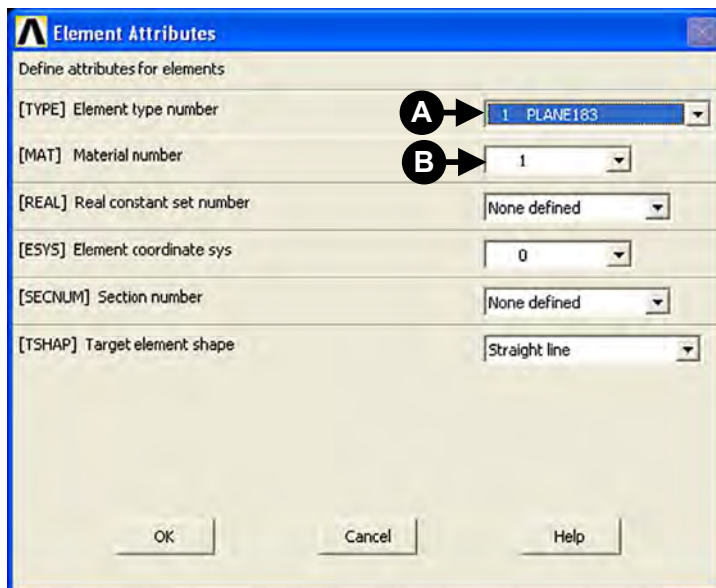 Element Attributes
Define attributes for elements
[TYPE] Element type number A 1 PLANE183
[MAT] Material number B 1
[REAL] Real constant set number None defined
[ESYS] Element coordinate sys 0
[SECNUM] Section number None defined
[TSHAP] Target element shape Straight line
OK Cancel Help